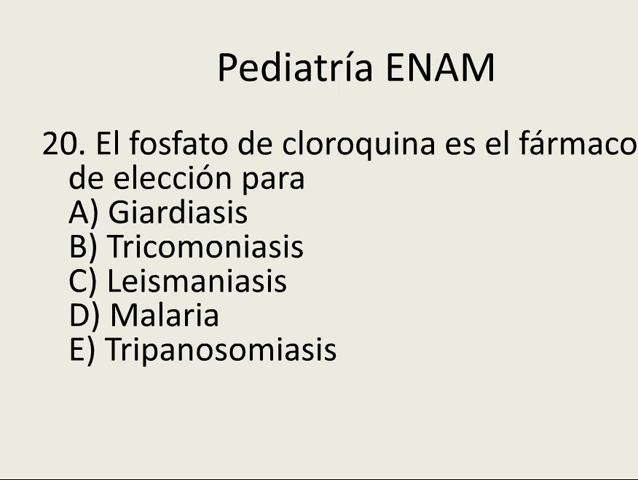 Pediatría ENAM
20. El fosfato de cloroquina es el fármaco
de elección para
A) Giardiasis
B) Tricomoniasis
C) Leismaniasis
D) Malaria
E) Tripanosomiasis